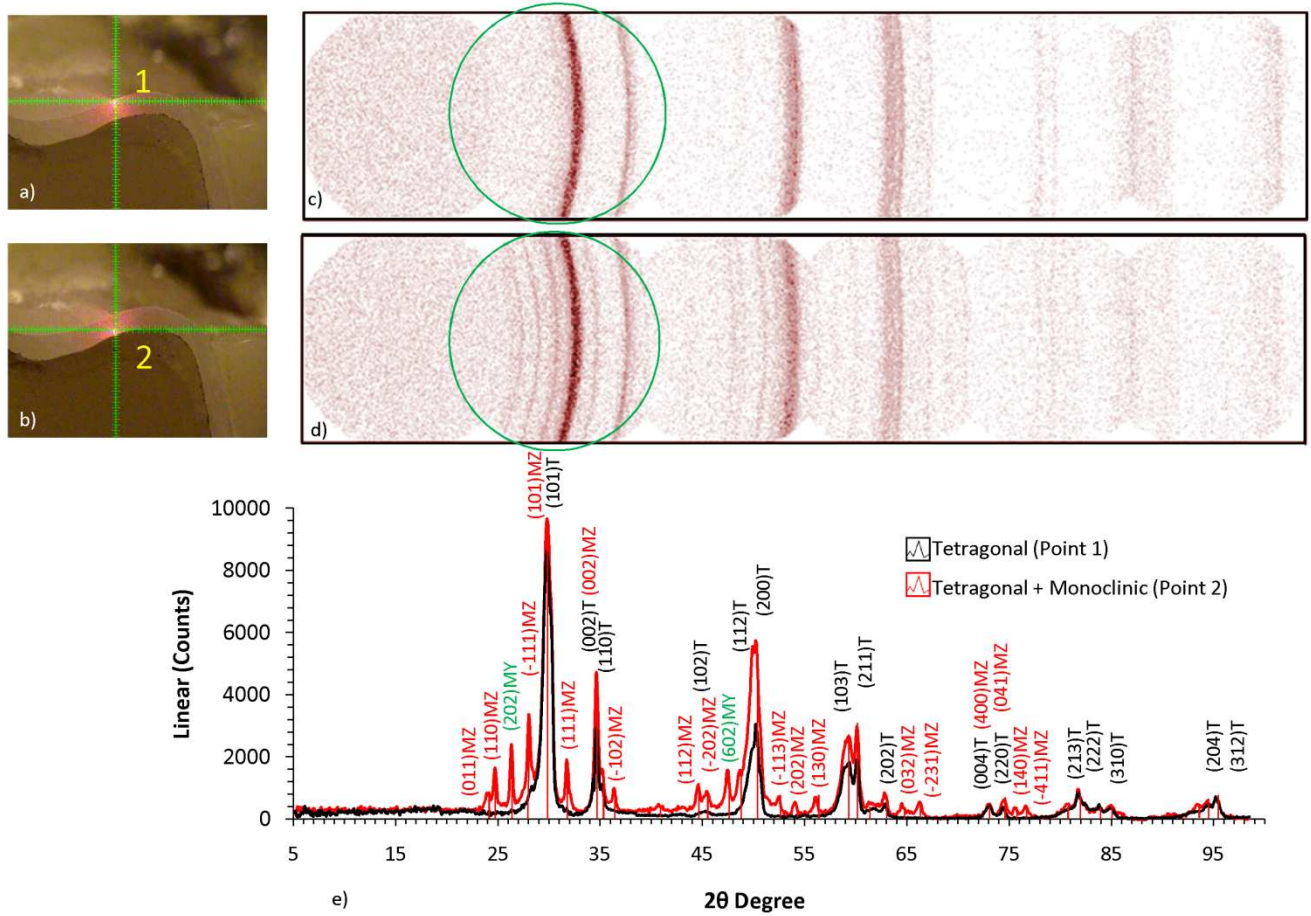 1
a)
c)
2
b)
d)
10000
8000
6000
4000
2000
0
Linear (Counts)
(011)MZ
(110)MZ
(202)MY
(-111)MZ
(101)MZ
(101)T
(111)MZ
(002)T
(002)MZ
(110)T
(-102)MZ
(112)MZ
(102)T
(-202)MZ
(602)MY
(112)T
(200)T
(-113)MZ
(202)MZ
(130)MZ
(103)T
(211)T
(202)T
(032)MZ
(-231)MZ
(004)T
(400)MZ
(220)T
(041)MZ
(140)MZ
(-411)MZ
(213)T
(222)T
(310)T
(204)T
(312)T
Tetragonal (Point 1)
Tetragonal + Monoclinic (Point 2)
5 15 25 35 45 55 65 75 85 95
e)
2θ Degree